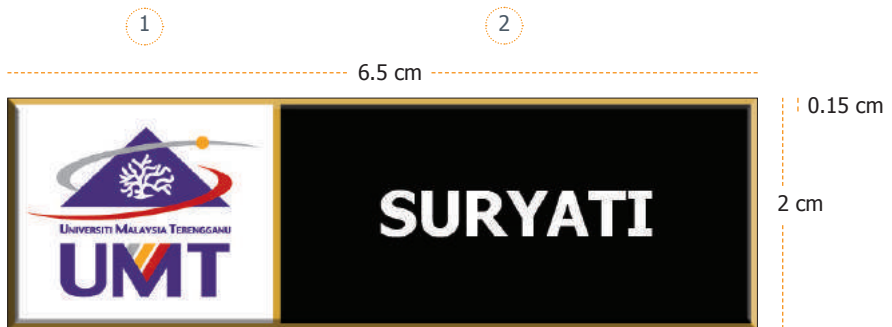 1
2
6.5 cm
0.15 cm
2 cm
UNIVERSITI MALAYSIA TERENGGANU
UMT
SURYATI